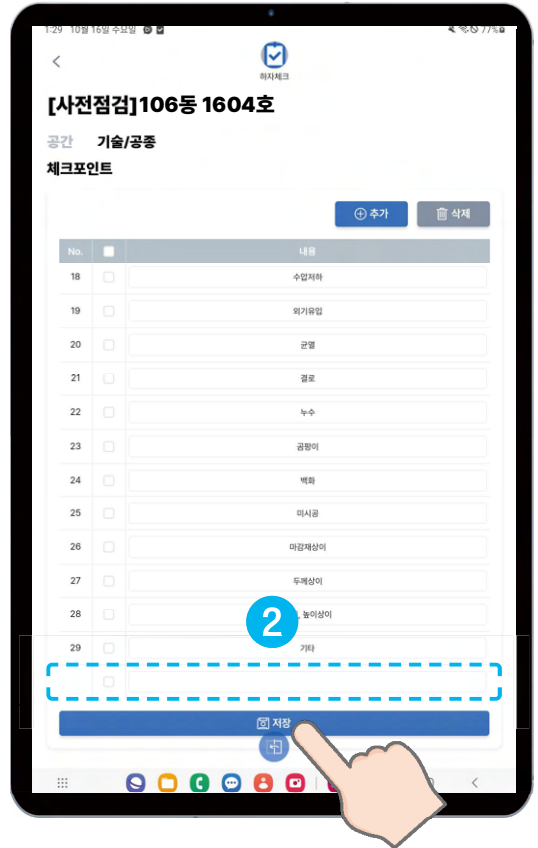 1:29 10월 16일 수요일
77%
하자체크
[사전점검]106동 1604호
공간 기술/공종
체크포인트
추가 삭제
No. 내용
18 수압저하
19 외기유입
20 균열
21 결로
22 누수
23 곰팡이
24 백화
25 미시공
26 마감재상이
27 두께상이
28 , 높이상이
2
29 기타
저장